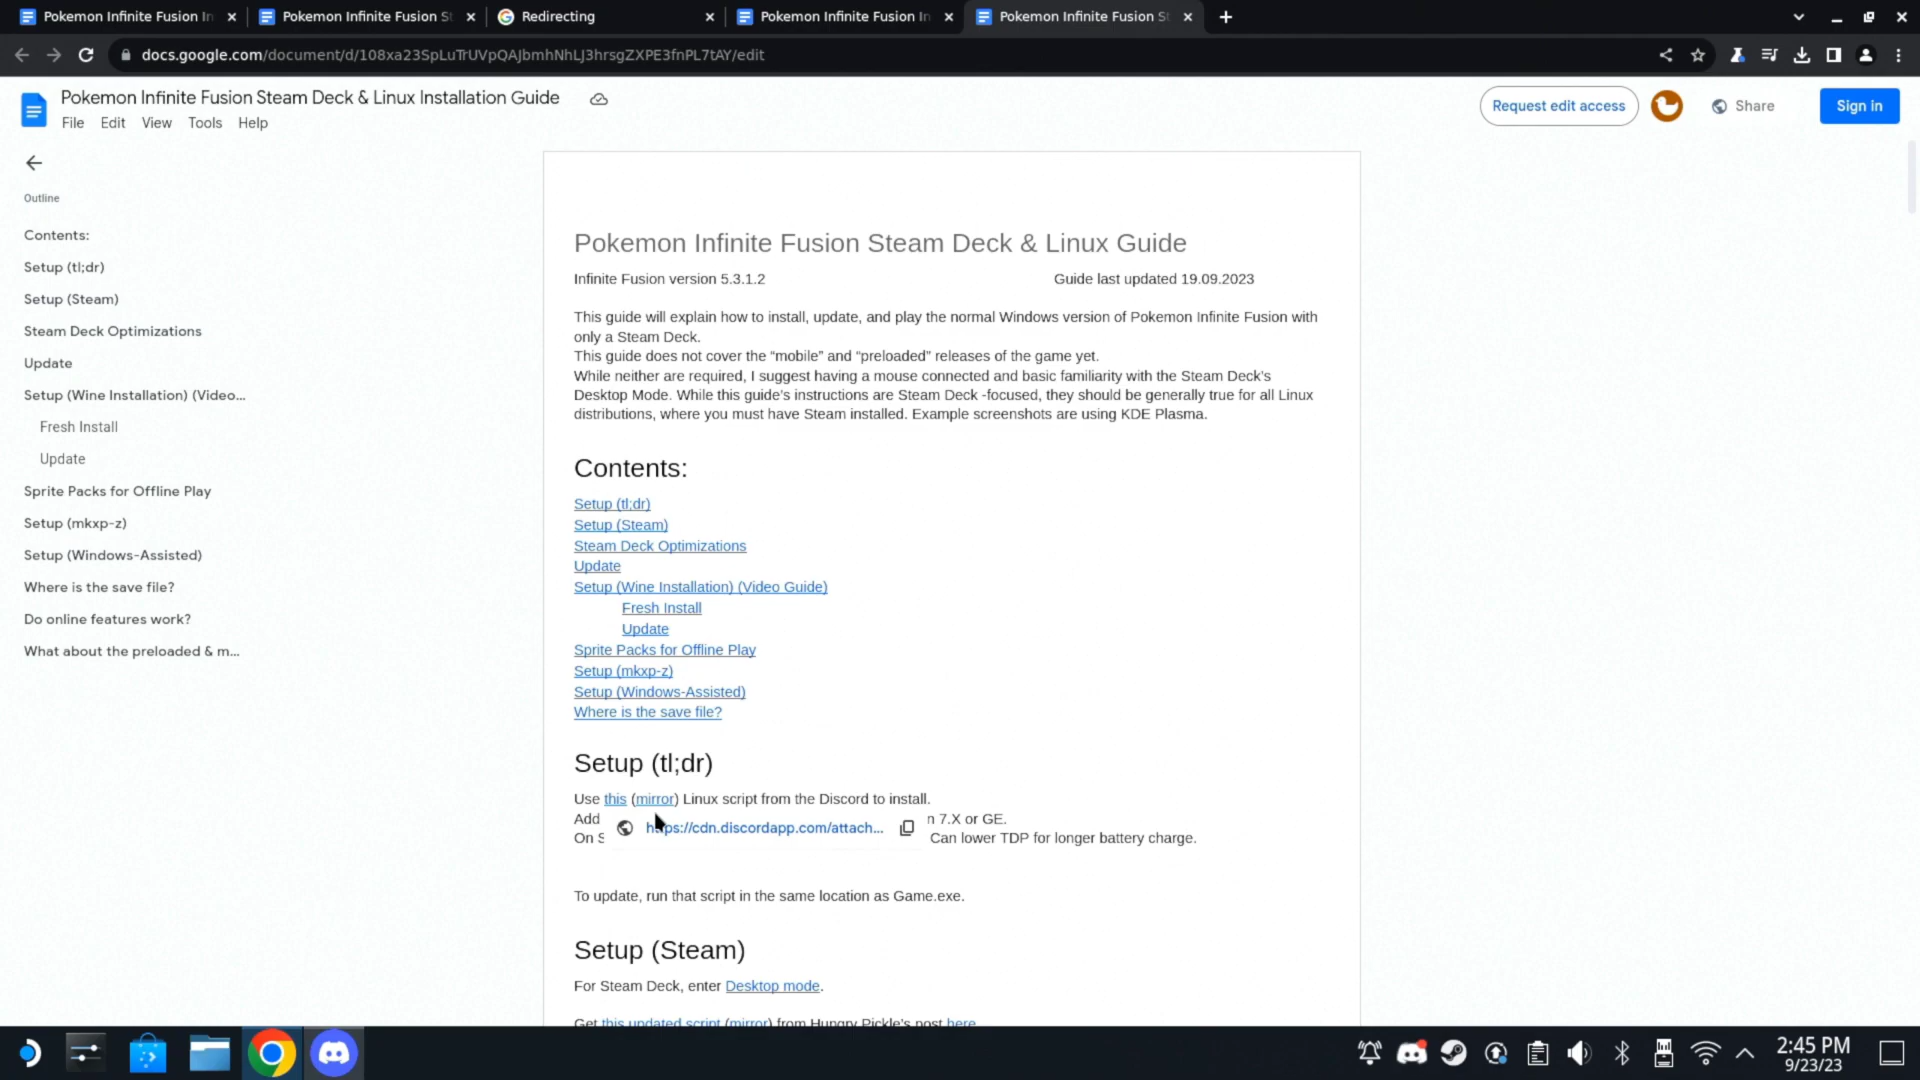 Pokemon Infinite Fusion In
Pokemon Infinite Fusion St
Redirecting
Pokemon Infinite Fusion In
Pokemon Infinite Fusion St
docs.google.com/document/d/108xa23SpLuTrUVpQAJbmhNhLJ3hrsgZXPE3fnPL7tAY/edit
Pokemon Infinite Fusion Steam Deck & Linux Installation Guide
File Edit View Tools Help
Request edit access
Share
Sign in
Outline
Contents:
Setup (tl;dr)
Setup (Steam)
Steam Deck Optimizations
Update
Setup (Wine Installation) (Video...
Fresh Install
Update
Sprite Packs for Offline Play
Setup (mkxp-z)
Setup (Windows-Assisted)
Where is the save file?
Do online features work?
What about the preloaded & m...
Pokemon Infinite Fusion Steam Deck & Linux Guide
Infinite Fusion version 5.3.1.2 Guide last updated 19.09.2023
This guide will explain how to install, update, and play the normal Windows version of Pokemon Infinite Fusion with
only a Steam Deck.
This guide does not cover the “mobile” and “preloaded” releases of the game yet.
While neither are required, I suggest having a mouse connected and basic familiarity with the Steam Deck’s
Desktop Mode. While this guide’s instructions are Steam Deck -focused, they should be generally true for all Linux
distributions, where you must have Steam installed. Example screenshots are using KDE Plasma.
Contents:
Setup (tl;dr)
Setup (Steam)
Steam Deck Optimizations
Update
Setup (Wine Installation) (Video Guide)
Fresh Install
Update
Sprite Packs for Offline Play
Setup (mkxp-z)
Setup (Windows-Assisted)
Where is the save file?
Setup (tl;dr)
Use this (mirror) Linux script from the Discord to install.
Add n 7.X or GE.
https://cdn.discordapp.com/attach...
On S Can lower TDP for longer battery charge.
To update, run that script in the same location as Game.exe.
Setup (Steam)
For Steam Deck, enter Desktop mode.
Get this updated script (mirror) from Hungry Pickle's post here
2:45 PM
9/23/23